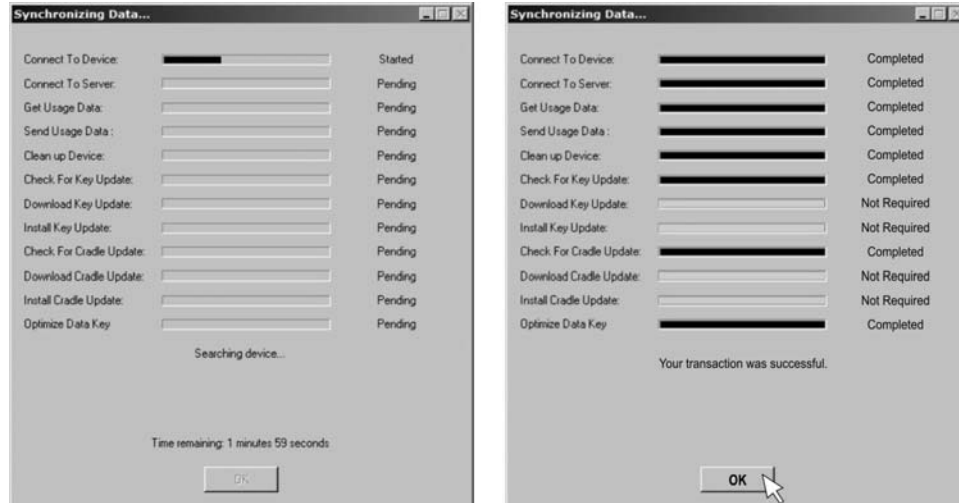 Synchronizing Data...
Connect To Device: Started
Connect To Server: Pending
Get Usage Data: Pending
Send Usage Data : Pending
Clean up Device: Pending
Check For Key Update: Pending
Download Key Update: Pending
Install Key Update: Pending
Check For Cradle Update: Pending
Download Cradle Update: Pending
Install Cradle Update: Pending
Optimize Data Key Pending
Searching device...
Time remaining: 1 minutes 59 seconds
OK
Synchronizing Data...
Connect To Device: Completed
Connect To Server: Completed
Get Usage Data: Completed
Send Usage Data : Completed
Clean up Device: Completed
Check For Key Update: Completed
Download Key Update: Not Required
Install Key Update: Not Required
Check For Cradle Update: Completed
Download Cradle Update: Not Required
Install Cradle Update: Not Required
Optimize Data Key Completed
Your transaction was successful.
OK